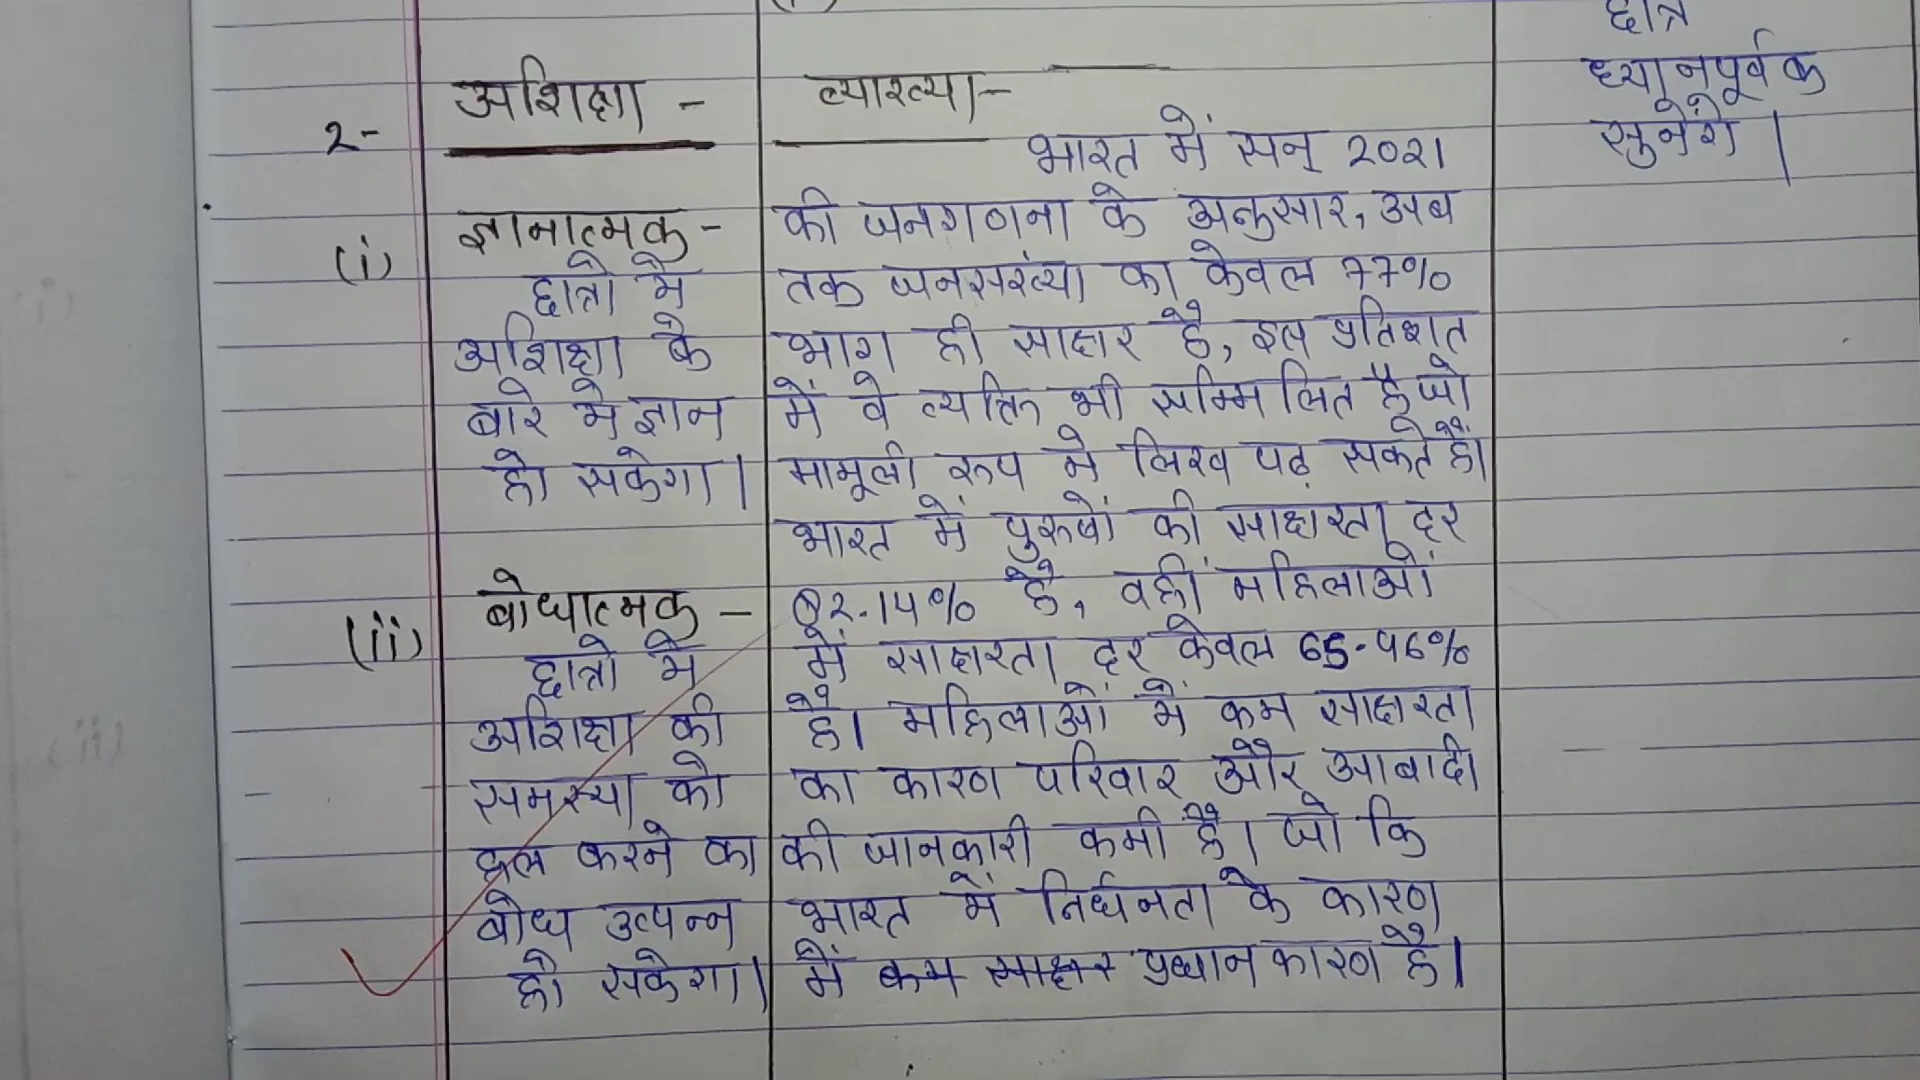 छात्र
ध्यानपूर्वक
सुनेंगे।
2-
अशिक्षा -
(i)
ज्ञानात्मक -
छात्रो मे
अशिक्षा के
बारे मे ज्ञान
हो सकेगा।
(ii)
बोधात्मक -
छात्रो मे
अशिक्षा की
समस्या को
हल करने का
बोध उत्पन्न
हो सकेगा।
व्याख्या -
भारत में सन् 2021
की जनगणना के अनुसार, अब
तक जनसंख्या का केवल 77%
भाग ही साक्षर है, इस प्रतिशत
में वे व्यक्ति भी सम्मिलित है जो
मामूली रूप मे लिख पढ़ सकते हैं।
भारत में पुरुषों की साक्षरता दर
82.14% है, वहीं महिलाओं
में साक्षरता दर केवल 65.46%
है। महिलाओं में कम साक्षरता
का कारण परिवार और आबादी
की जानकारी कमी है। जो कि
भारत में निर्धनता के कारण
में कम साक्षर प्रधान कारण है।